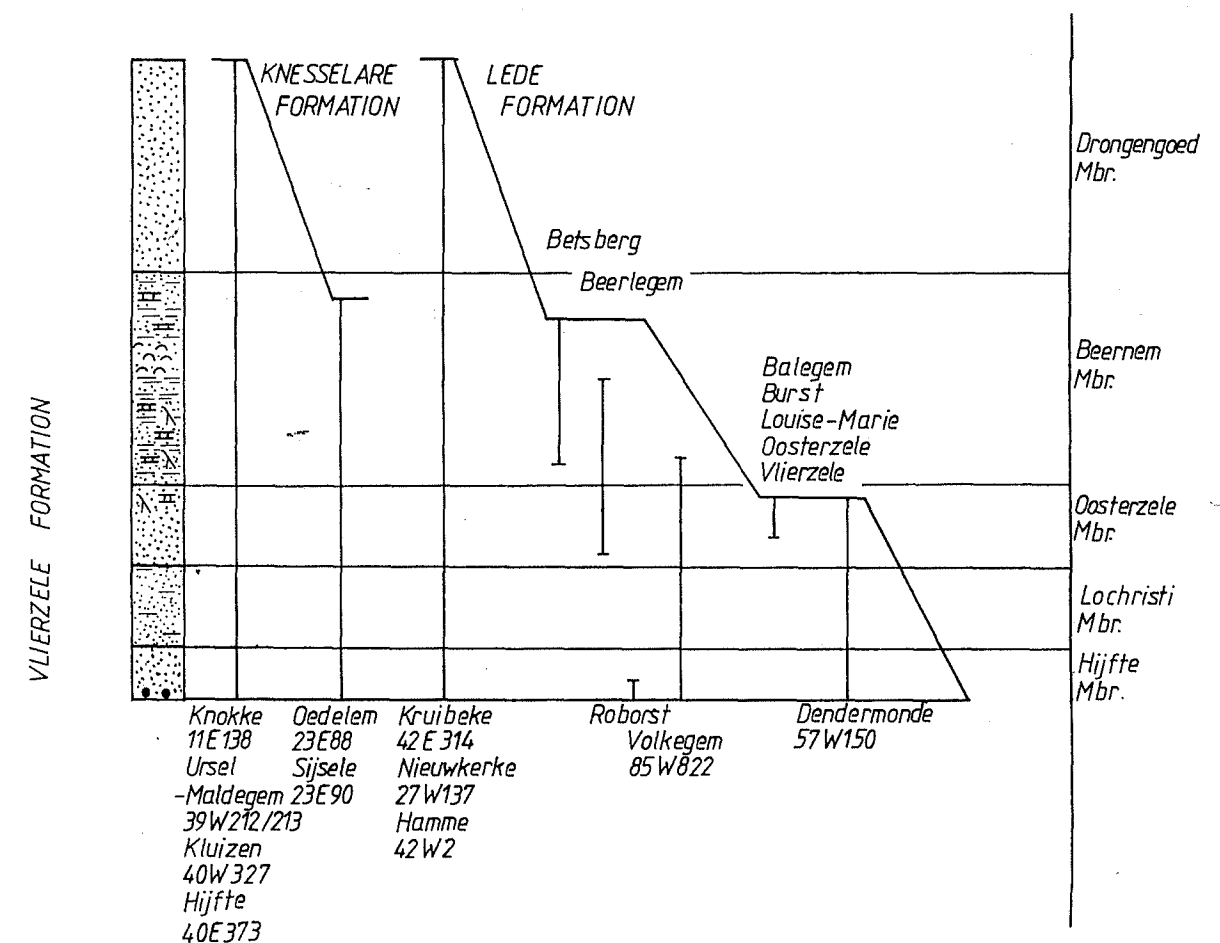 KNESSELARE
FORMATION
LEDE
FORMATION
Drongengoed
Mbr.
Betsberg
Beerlegem
Beernem
Mbr.
Balegem
Burst
Louise-Marie
Oosterzele
Vlierzele
Oosterzele
Mbr.
Lochristi
Mbr.
Hijfte
Mbr.
VLIERZELE FORMATION
Knokke
11E138
Ursel
-Maldegem
39W212/213
Kluizen
40W327
Hijfte
40E373
Oedelem
23E88
Sijsele
23E90
Kruibeke
42E314
Nieuwkerke
27W137
Hamme
42W2
Roborst
Volkegem
85W822
Dendermonde
57W150